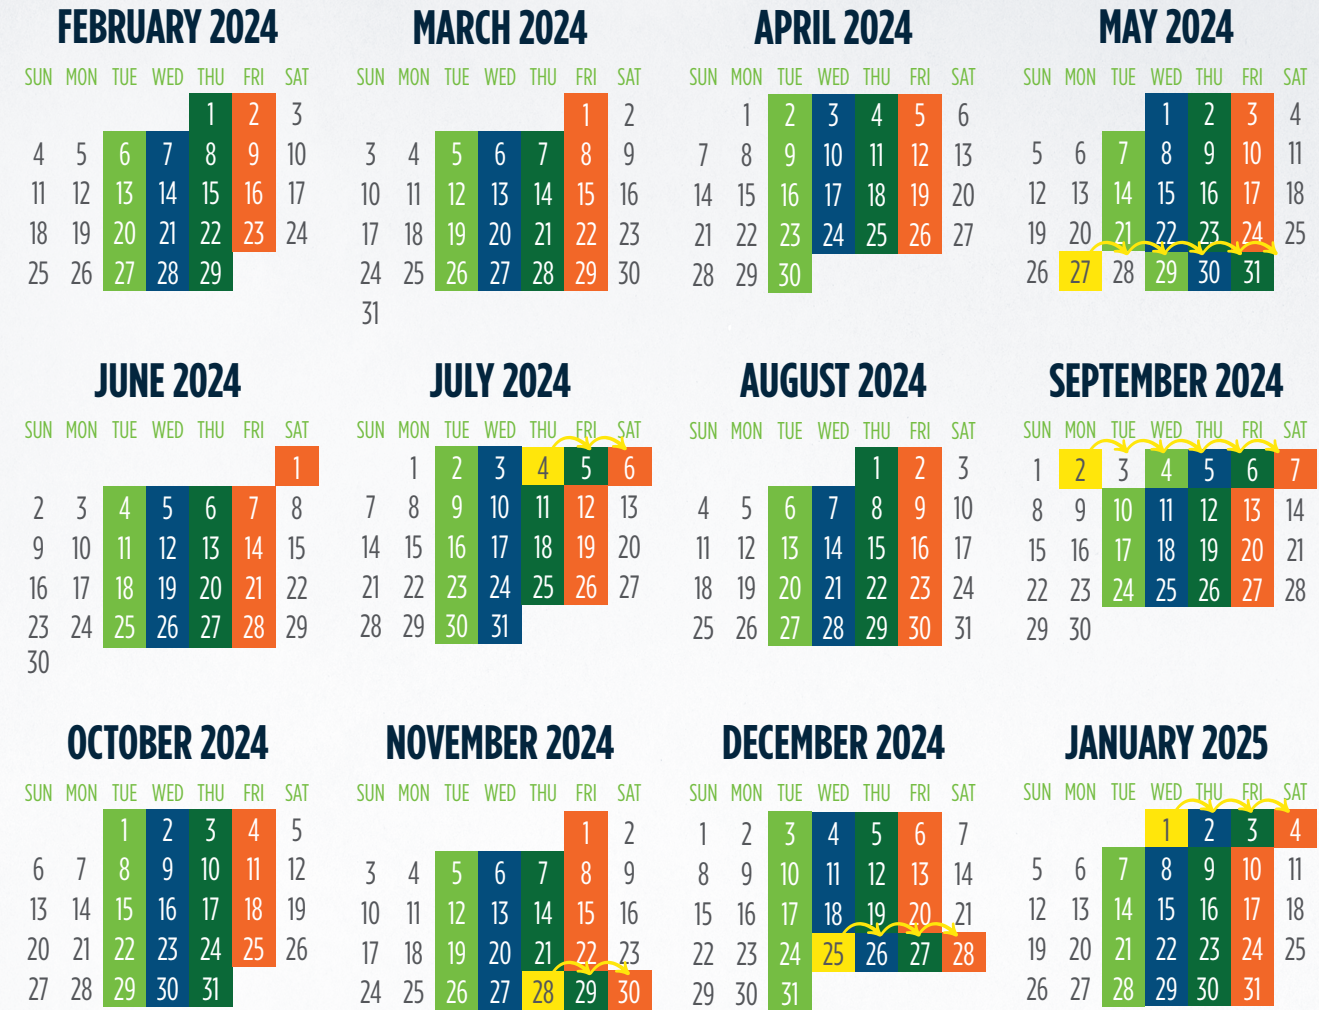 FEBRUARY 2024
SUN MON TUE WED THU FRI SAT
1 2 3
4 5 6 7 8 9 10
11 12 13 14 15 16 17
18 19 20 21 22 23 24
25 26 27 28 29
MARCH 2024
SUN MON TUE WED THU FRI SAT
1 2
3 4 5 6 7 8 9
10 11 12 13 14 15 16
17 18 19 20 21 22 23
24 25 26 27 28 29 30
31
APRIL 2024
SUN MON TUE WED THU FRI SAT
1 2 3 4 5 6
7 8 9 10 11 12 13
14 15 16 17 18 19 20
21 22 23 24 25 26 27
28 29 30
MAY 2024
SUN MON TUE WED THU FRI SAT
1 2 3 4
5 6 7 8 9 10 11
12 13 14 15 16 17 18
19 20 21 22 23 24 25
26 27 28 29 30 31
JUNE 2024
SUN MON TUE WED THU FRI SAT
1
2 3 4 5 6 7 8
9 10 11 12 13 14 15
16 17 18 19 20 21 22
23 24 25 26 27 28 29
30
JULY 2024
SUN MON TUE WED THU FRI SAT
1 2 3 4 5 6
7 8 9 10 11 12 13
14 15 16 17 18 19 20
21 22 23 24 25 26 27
28 29 30 31
AUGUST 2024
SUN MON TUE WED THU FRI SAT
1 2 3
4 5 6 7 8 9 10
11 12 13 14 15 16 17
18 19 20 21 22 23 24
25 26 27 28 29 30 31
SEPTEMBER 2024
SUN MON TUE WED THU FRI SAT
1 2 3 4 5 6 7
8 9 10 11 12 13 14
15 16 17 18 19 20 21
22 23 24 25 26 27 28
29 30
OCTOBER 2024
SUN MON TUE WED THU FRI SAT
1 2 3 4 5
6 7 8 9 10 11 12
13 14 15 16 17 18 19
20 21 22 23 24 25 26
27 28 29 30 31
NOVEMBER 2024
SUN MON TUE WED THU FRI SAT
1 2
3 4 5 6 7 8 9
10 11 12 13 14 15 16
17 18 19 20 21 22 23
24 25 26 27 28 29 30
DECEMBER 2024
SUN MON TUE WED THU FRI SAT
1 2 3 4 5 6 7
8 9 10 11 12 13 14
15 16 17 18 19 20 21
22 23 24 25 26 27 28
29 30 31
JANUARY 2025
SUN MON TUE WED THU FRI SAT
1 2 3 4
5 6 7 8 9 10 11
12 13 14 15 16 17 18
19 20 21 22 23 24 25
26 27 28 29 30 31